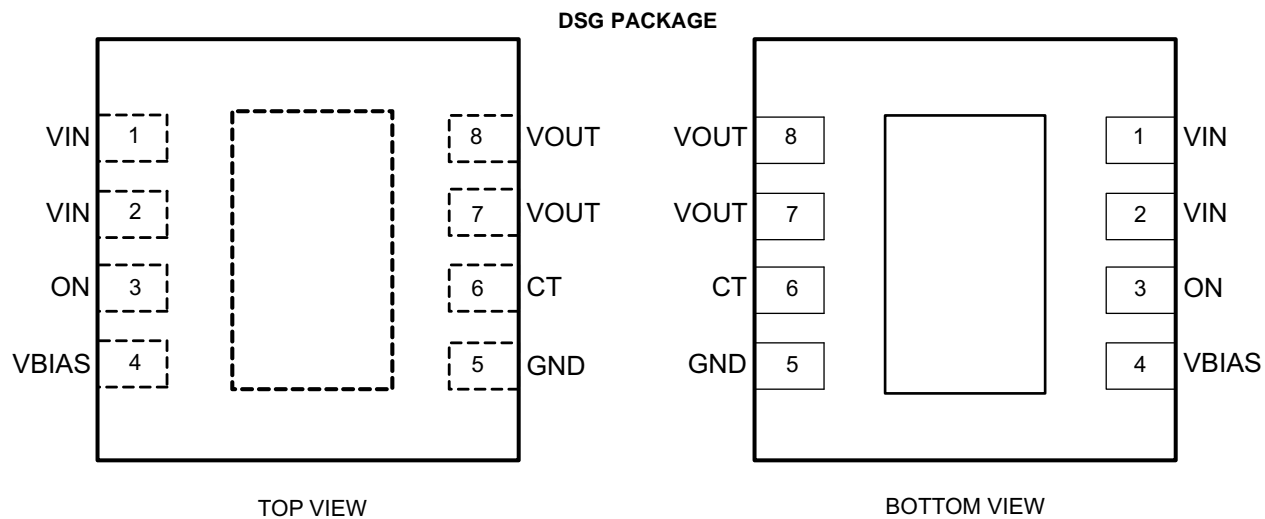 DSG PACKAGE
VIN 1 8 VOUT
VIN 2 7 VOUT
ON 3 6 CT
VBIAS 4 5 GND
TOP VIEW
VOUT 8 1 VIN
VOUT 7 2 VIN
CT 6 3 ON
GND 5 4 VBIAS
BOTTOM VIEW